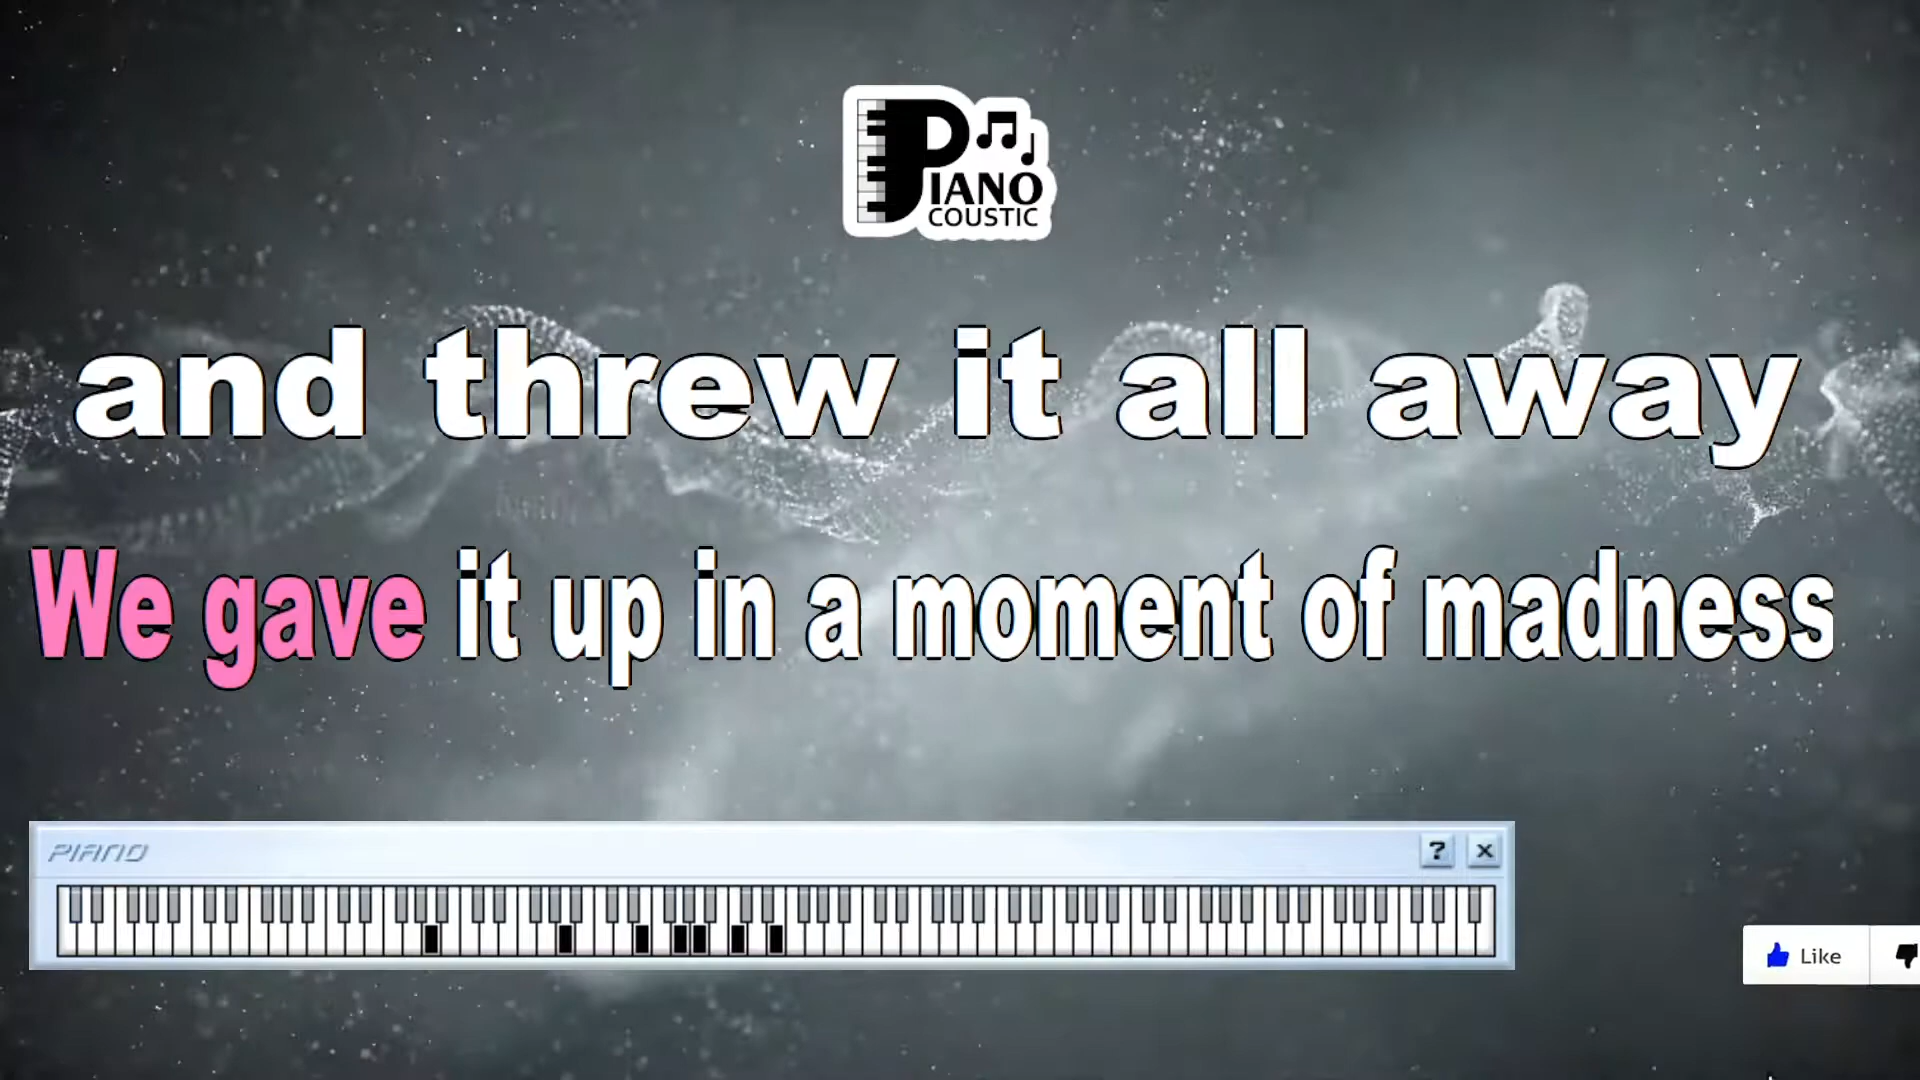 PIANO
COUSTIC
and threw it all away
We gave it up in a moment of madness
PIANO
?
x
Like